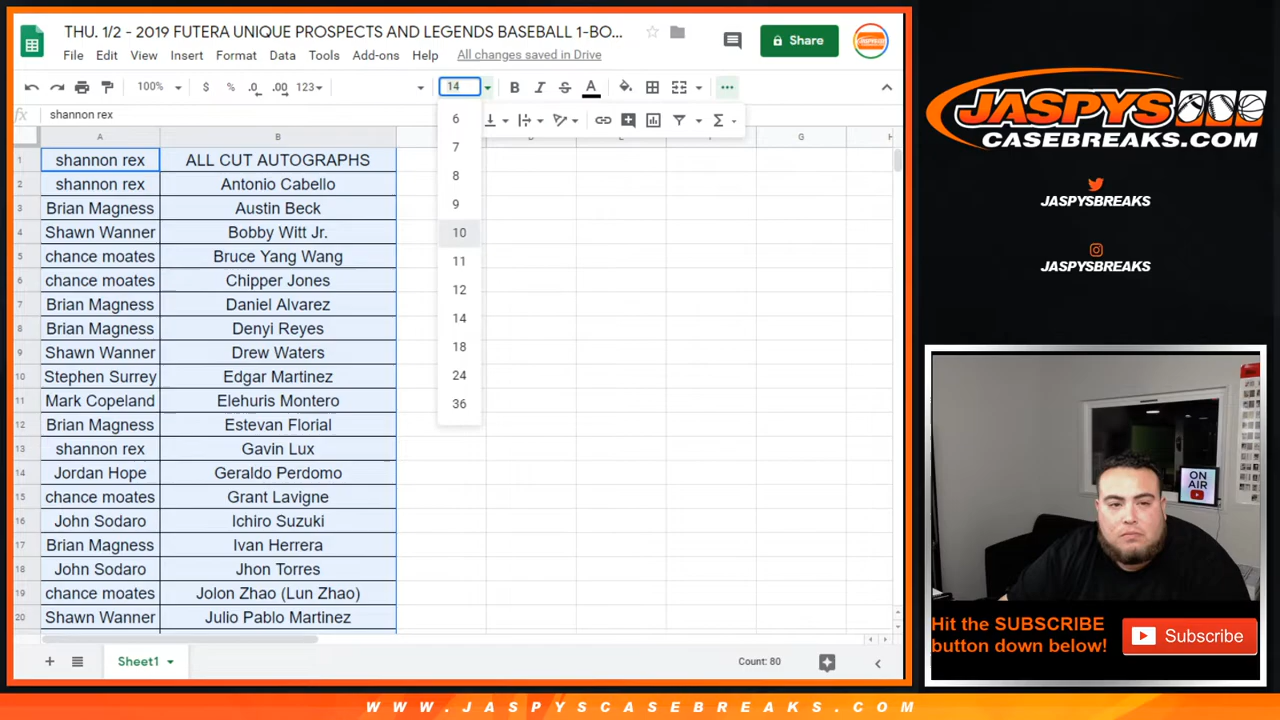 THU. 1/2 - 2019 FUTERA UNIQUE PROSPECTS AND LEGENDS BASEBALL 1-BO...
File Edit View Insert Format Data Tools Add-ons Help All changes saved in Drive
Share
100% $ % .0 .00 123 14 B I S A
fx shannon rex
6
7
8
9
10
11
12
14
18
24
36
A B G H
1 shannon rex ALL CUT AUTOGRAPHS
2 shannon rex Antonio Cabello
3 Brian Magness Austin Beck
4 Shawn Wanner Bobby Witt Jr.
5 chance moates Bruce Yang Wang
6 chance moates Chipper Jones
7 Brian Magness Daniel Alvarez
8 Brian Magness Denyi Reyes
9 Shawn Wanner Drew Waters
10 Stephen Surrey Edgar Martinez
11 Mark Copeland Elehuris Montero
12 Brian Magness Estevan Florial
13 shannon rex Gavin Lux
14 Jordan Hope Geraldo Perdomo
15 chance moates Grant Lavigne
16 John Sodaro Ichiro Suzuki
17 Brian Magness Ivan Herrera
18 John Sodaro Jhon Torres
19 chance moates Jolon Zhao (Lun Zhao)
20 Shawn Wanner Julio Pablo Martinez
Sheet1
Count: 80
JASPYS
CASEBREAKS.COM
JASPYSBREAKS
JASPYSBREAKS
ON
AIR
Hit the SUBSCRIBE
button down below!
Subscribe
WWW.JASPYSCASEBREAKS.COM